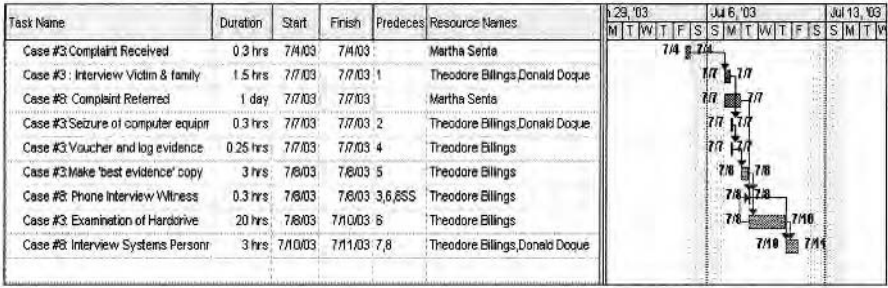 Task Name Duration Start Finish Predeces Resource Names
29, '03 Jul 6, '03 Jul 13, '03
M T W T F S S M T W T F S S M T W
Case #3:Complaint Received 0.3 hrs 7/4/03 7/4/03 Martha Senta 7/4 7/4
Case #3 : Interview Victim & family 1.5 hrs 7/7/03 7/7/03 1 Theodore Billings,Donald Doque 7/7 7/7
Case #8: Complaint Referred 1 day 7/7/03 7/7/03 Martha Senta 7/7 7/7
Case #3:Seizure of computer equipr 0.3 hrs 7/7/03 7/7/03 2 Theodore Billings,Donald Doque 7/7 7/7
Case #3:Voucher and log evidence 0.25 hrs 7/7/03 7/7/03 4 Theodore Billings 7/7 7/7
Case #3:Make 'best evidence' copy 3 hrs 7/8/03 7/8/03 5 Theodore Billings 7/8 7/8
Case #8: Phone Interview Witness 0.3 hrs 7/8/03 7/8/03 3,6,8SS Theodore Billings 7/8 7/8
Case #3: Examination of Hardrive 20 hrs 7/8/03 7/10/03 6 Theodore Billings 7/8 7/10
Case #8: Interview Systems Personr 3 hrs 7/10/03 7/11/03 7,8 Theodore Billings,Donald Doque 7/10 7/11